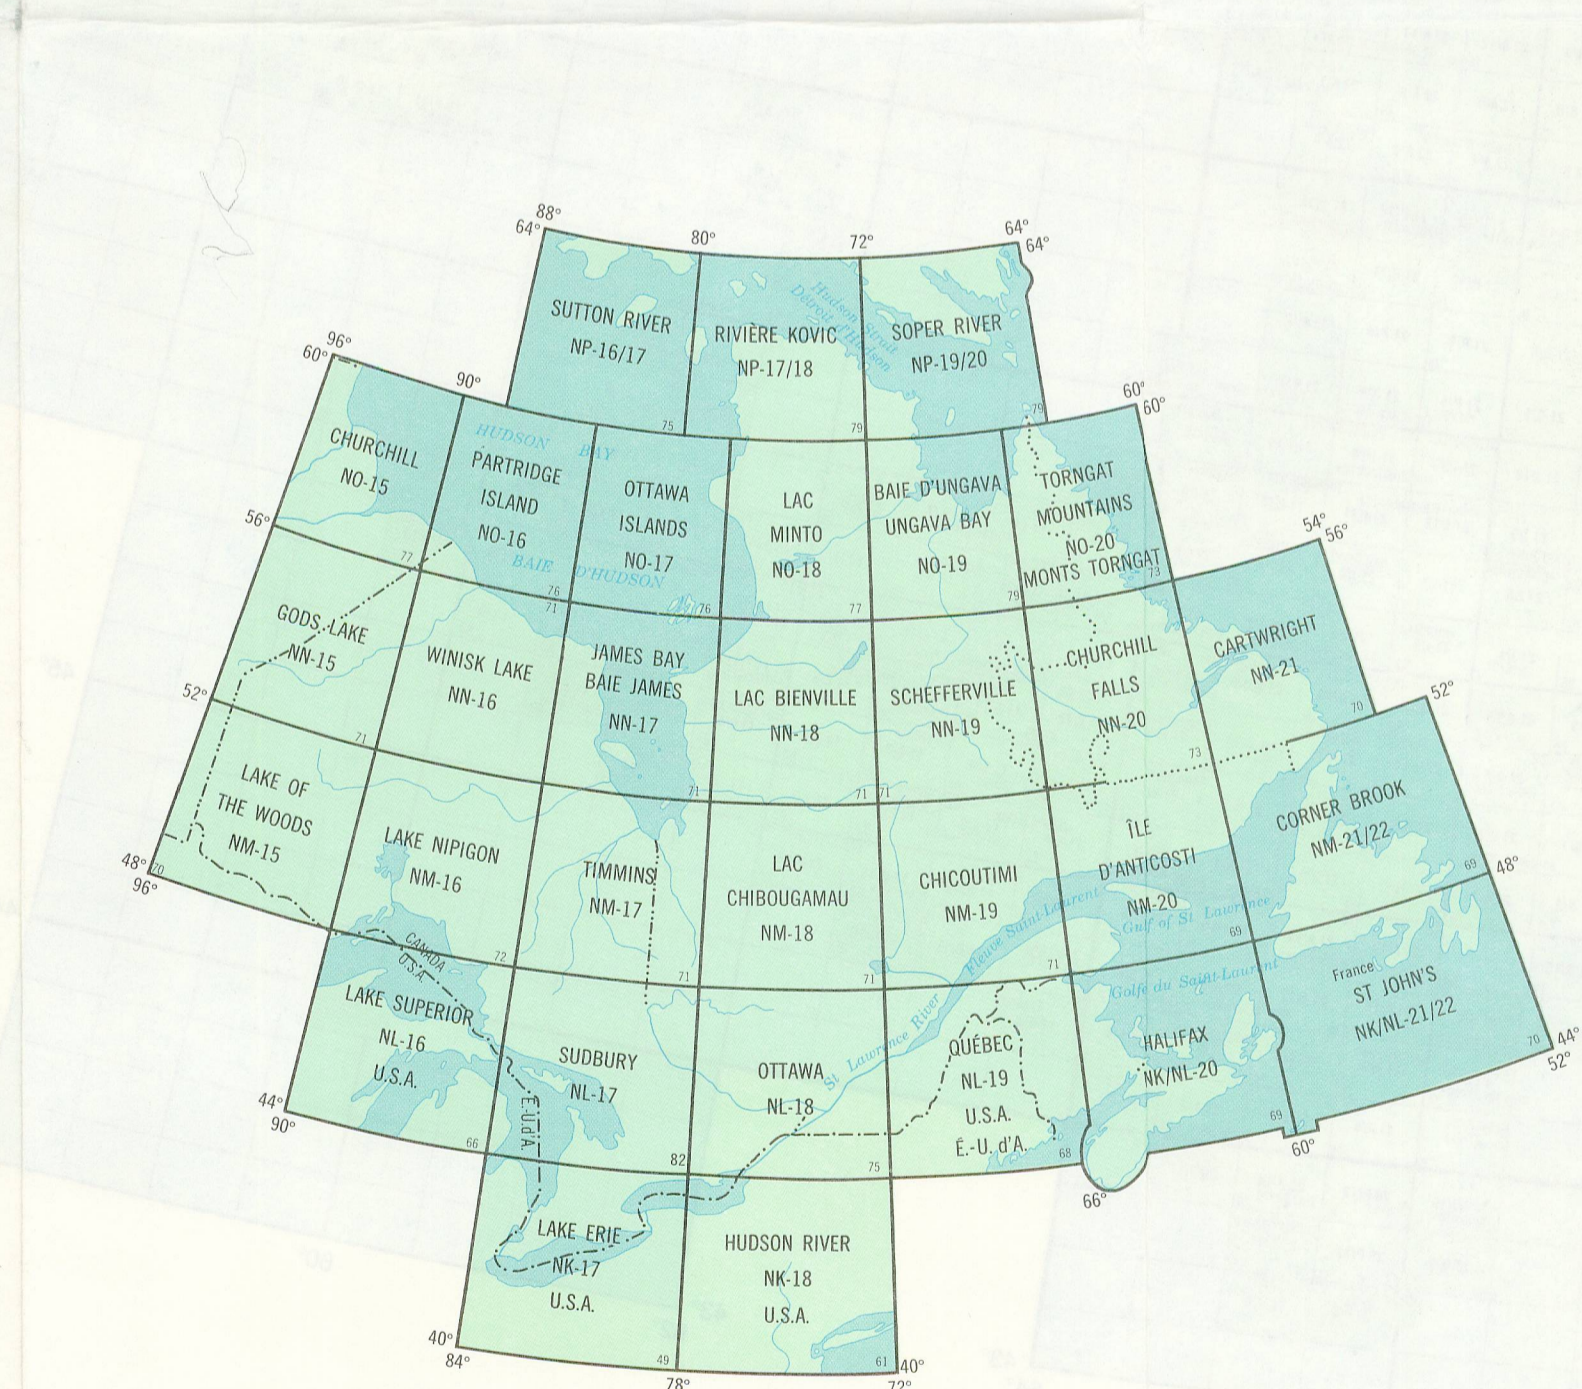 88°
64°
80°
72°
64°
64°
SUTTON RIVER
NP-16/17
75
RIVIÈRE KOVIC
NP-17/18
79
Hudson Strait
Détroit d'Hudson
SOPER RIVER
NP-19/20
79
96°
60°
90°
60°
60°
CHURCHILL
NO-15
77
HUDSON BAY
PARTRIDGE
ISLAND
NO-16
76
OTTAWA
ISLANDS
NO-17
76
BAIE D'HUDSON
LAC
MINTO
NO-18
77
BAIE D'UNGAVA
UNGAVA BAY
NO-19
79
TORNGAT
MOUNTAINS
NO-20
MONTS TORNGAT
73
56°
54°
56°
GODS LAKE
NN-15
71
WINISK LAKE
NN-16
71
JAMES BAY
BAIE JAMES
NN-17
71
LAC BIENVILLE
NN-18
71
SCHEFFERVILLE
NN-19
71
CHURCHILL
FALLS
NN-20
73
CARTWRIGHT
NN-21
70
52°
52°
LAKE OF
THE WOODS
NM-15
70
LAKE NIPIGON
NM-16
72
TIMMINS
NM-17
71
LAC
CHIBOUGAMAU
NM-18
71
CHICOUTIMI
NM-19
71
ÎLE
D'ANTICOSTI
NM-20
69
CORNER BROOK
NM-21/22
69
48°
96°
48°
Fleuve Saint-Laurent
Gulf of St Lawrence
Golfe du Saint-Laurent
CANADA
U.S.A.
LAKE SUPERIOR
NL-16
U.S.A.
66
É.-U.d'A.
SUDBURY
NL-17
82
OTTAWA
NL-18
75
St Lawrence River
QUÉBEC
NL-19
U.S.A.
É.-U. d'A.
68
HALIFAX
NK/NL-20
69
France
ST JOHN'S
NK/NL-21/22
70
44°
52°
44°
90°
60°
66°
LAKE ERIE
NK-17
U.S.A.
49
HUDSON RIVER
NK-18
U.S.A.
61
40°
84°
78°
40°
72°